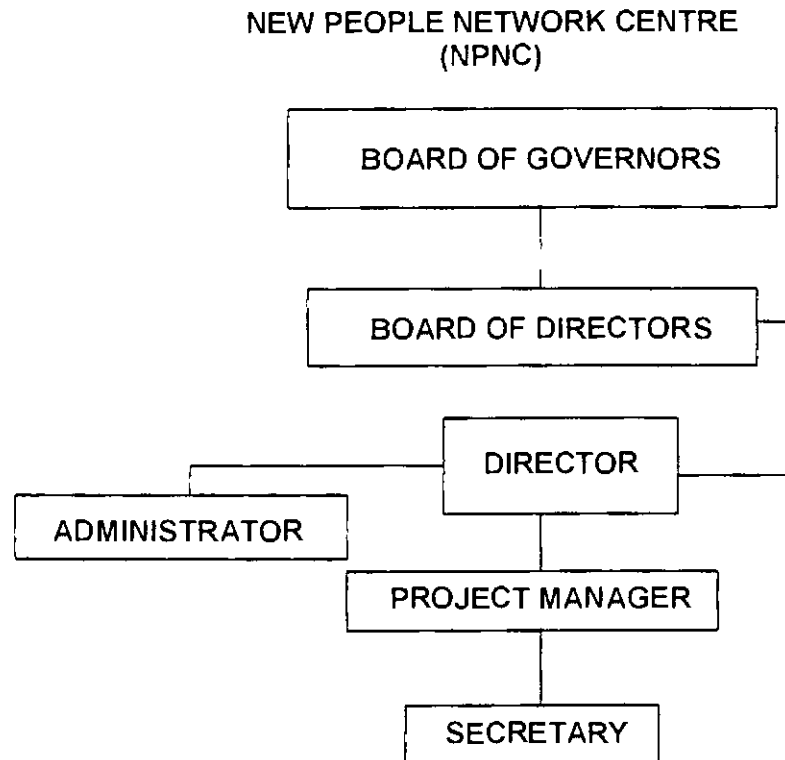 NEW PEOPLE NETWORK CENTRE
(NPNC)
BOARD OF GOVERNORS
BOARD OF DIRECTORS
DIRECTOR
ADMINISTRATOR
PROJECT MANAGER
SECRETARY